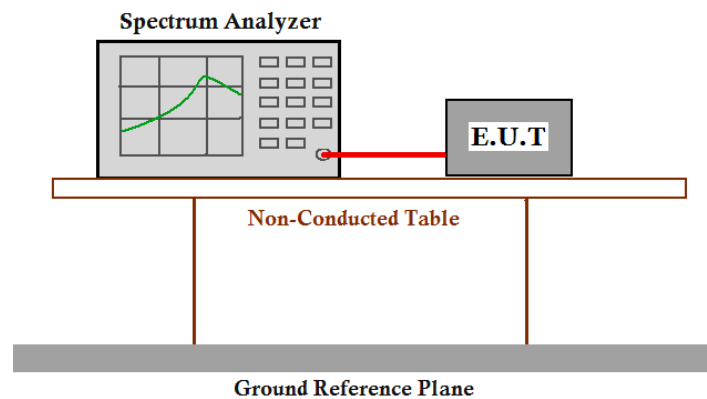 Spectrum Analyzer
E.U.T
Non-Conducted Table
Ground Reference Plane